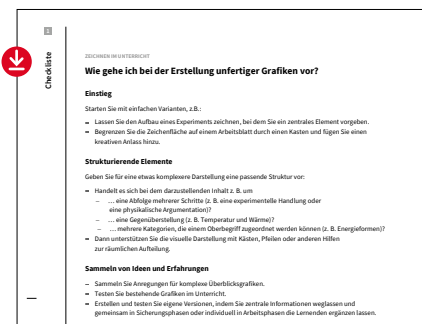 Checkliste
ZEICHNEN IM UNTERRICHT
Wie gehe ich bei der Erstellung unfertiger Grafiken vor?
Einstieg
Starten Sie mit einfachen Varianten, z.B.:
– Lassen Sie den Aufbau eines Experiments zeichnen, bei dem Sie ein zentrales Element vorgeben.
– Begrenzen Sie die Zeichenfläche auf einem Arbeitsblatt durch einen Kasten und fügen Sie einen
kreativen Anlass hinzu.
Strukturierende Elemente
Geben Sie für eine etwas komplexere Darstellung eine passende Struktur vor:
– Handelt es sich bei dem darzustellenden Inhalt z. B. um
– … eine Abfolge mehrerer Schritte (z. B. eine experimentelle Handlung oder
eine physikalische Argumentation)?
– … eine Gegenüberstellung (z. B. Temperatur und Wärme)?
– … mehrere Kategorien, die einem Oberbegriff zugeordnet werden können (z. B. Energieformen)?
– Dann unterstützen Sie die visuelle Darstellung mit Kästen, Pfeilen oder anderen Hilfen
zur räumlichen Aufteilung.
Sammeln von Ideen und Erfahrungen
– Sammeln Sie Anregungen für komplexe Überblicksgrafiken.
– Testen Sie bestehende Grafiken im Unterricht.
– Erstellen und testen Sie eigene Versionen, indem Sie zentrale Informationen weglassen und
gemeinsam in Sicherungsphasen oder individuell in Arbeitsphasen die Lernenden ergänzen lassen.